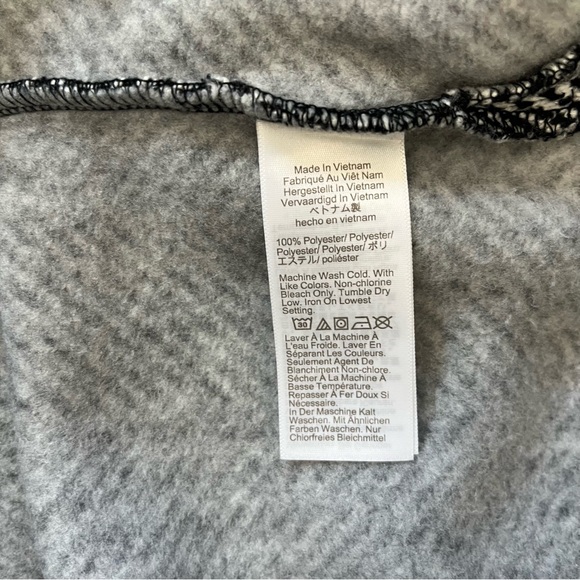 Made In Vietnam
Fabriqué Au Viêt Nam
Hergestellt In Vietnam
Vervaardigd In Vietnam
ベトナム製
hecho en vietnam
100% Polyester/ Polyester/
Polyester/ Polyester/ ポリ
エステル/ poliéster
Machine Wash Cold. With
Like Colors. Non-chlorine
Bleach Only. Tumble Dry
Low. Iron On Lowest
Setting.
30
Laver À La Machine À
L'eau Froide. Laver En
Séparant Les Couleurs.
Seulement Agent De
Blanchiment Non-chlore.
Sécher À La Machine À
Basse Température.
Repasser À Fer Doux Si
Nécessaire.
In Der Maschine Kalt
Waschen. Mit Ähnlichen
Farben Waschen. Nur
Chlorfreies Bleichmittel